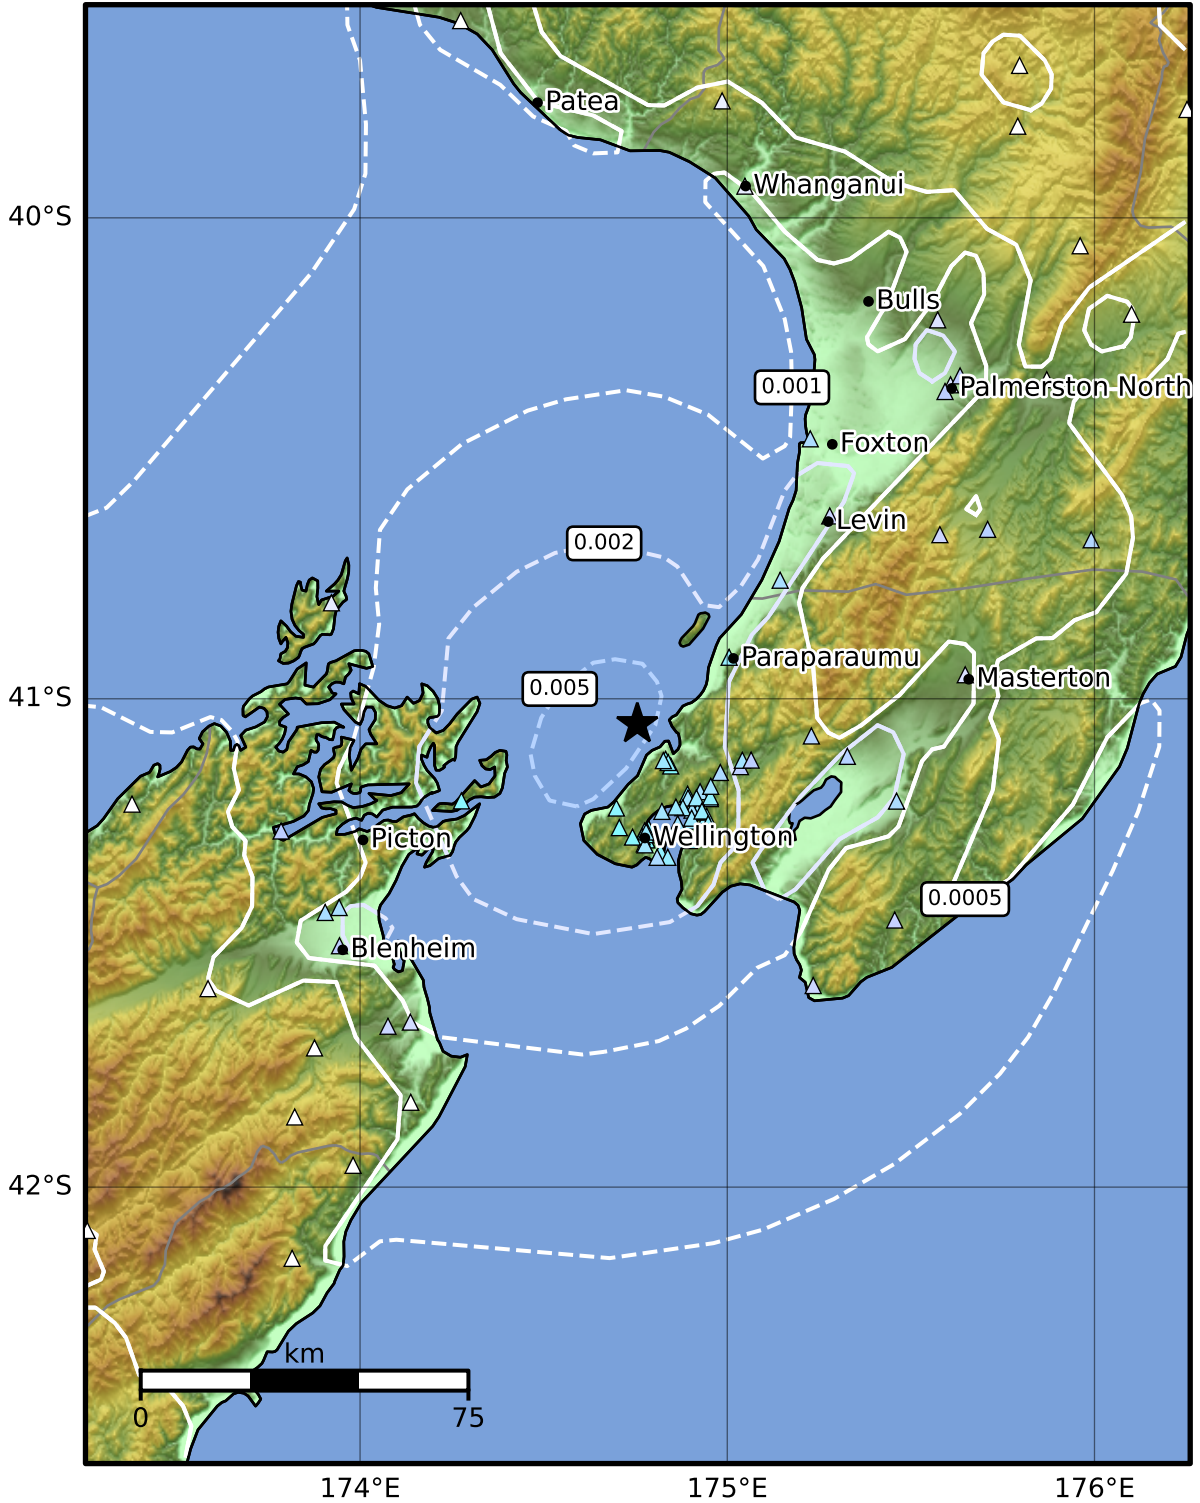 Patea
Whanganui
40°S
Bulls
0.001
Palmerston North
Foxton
Levin
0.002
Paraparaumu
Masterton
0.005
41°S
Picton
Wellington
0.0005
Blenheim
42°S
km
0 75
174°E 175°E 176°E